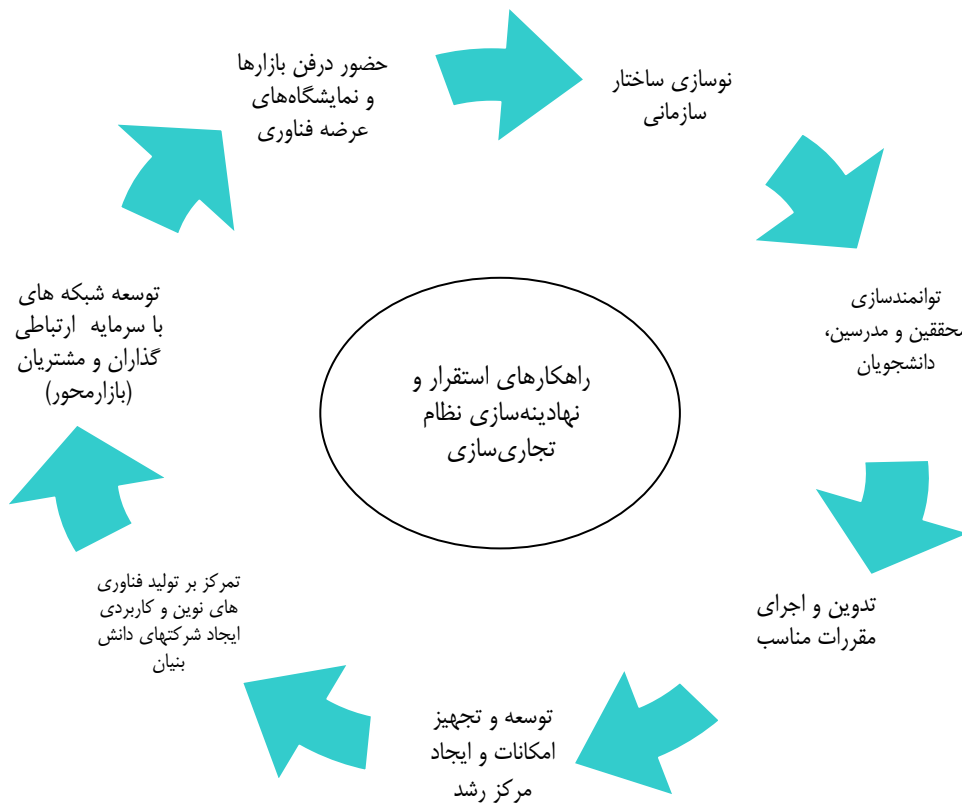 حضور درفن بازارها
و نمایشگاه‌های
عرضه فناوری
نوسازی ساختار
سازمانی
توانمندسازی
محققین و مدرسین،
دانشجویان
تدوین و اجرای
مقررات مناسب
توسعه و تجهیز
امکانات و ایجاد
مرکز رشد
تمرکز بر تولید فناوری
های نوین و کاربردی
ایجاد شرکتهای دانش
بنیان
توسعه شبکه های
با سرمایه ارتباطی
گذاران و مشتریان
(بازارمحور)
راهکارهای استقرار و
نهادینه‌سازی نظام
تجاری‌سازی